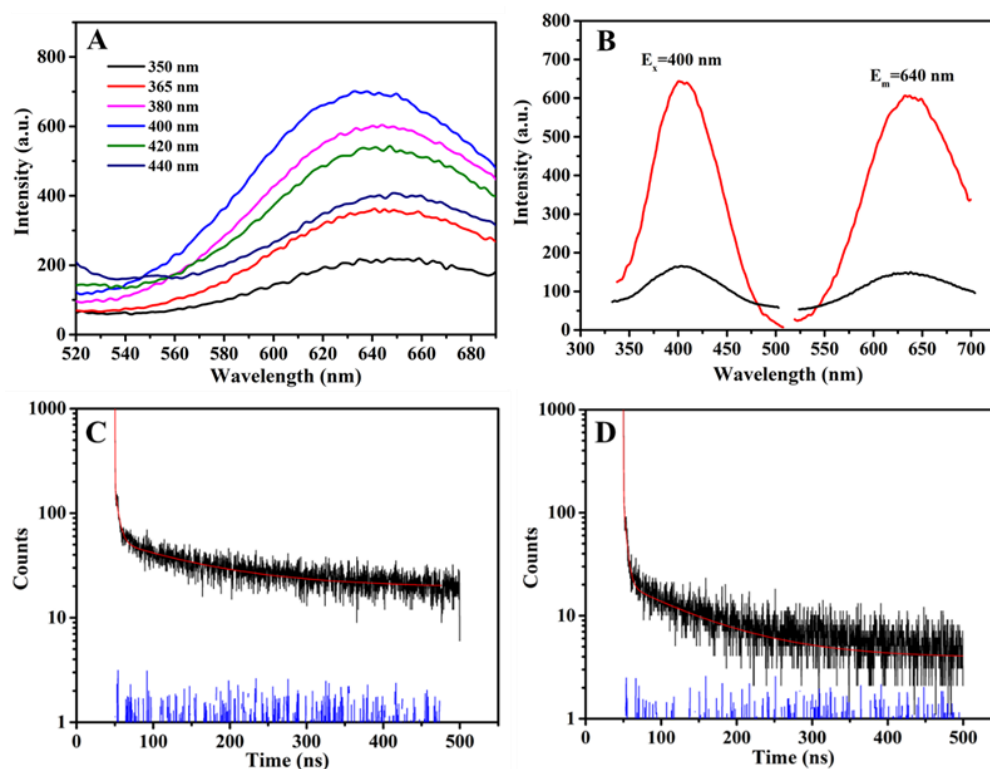 A
800
600
400
200
0
Intensity (a.u.)
350 nm
365 nm
380 nm
400 nm
420 nm
440 nm
520 540 560 580 600 620 640 660 680
Wavelength (nm)
B
800
700
600
500
400
300
200
100
0
Intensity (a.u.)
Ex=400 nm
Em=640 nm
300 350 400 450 500 550 600 650 700
Wavelength (nm)
C
1000
100
10
1
Counts
0 100 200 300 400 500
Time (ns)
D
1000
100
10
1
Counts
0 100 200 300 400 500
Time (ns)